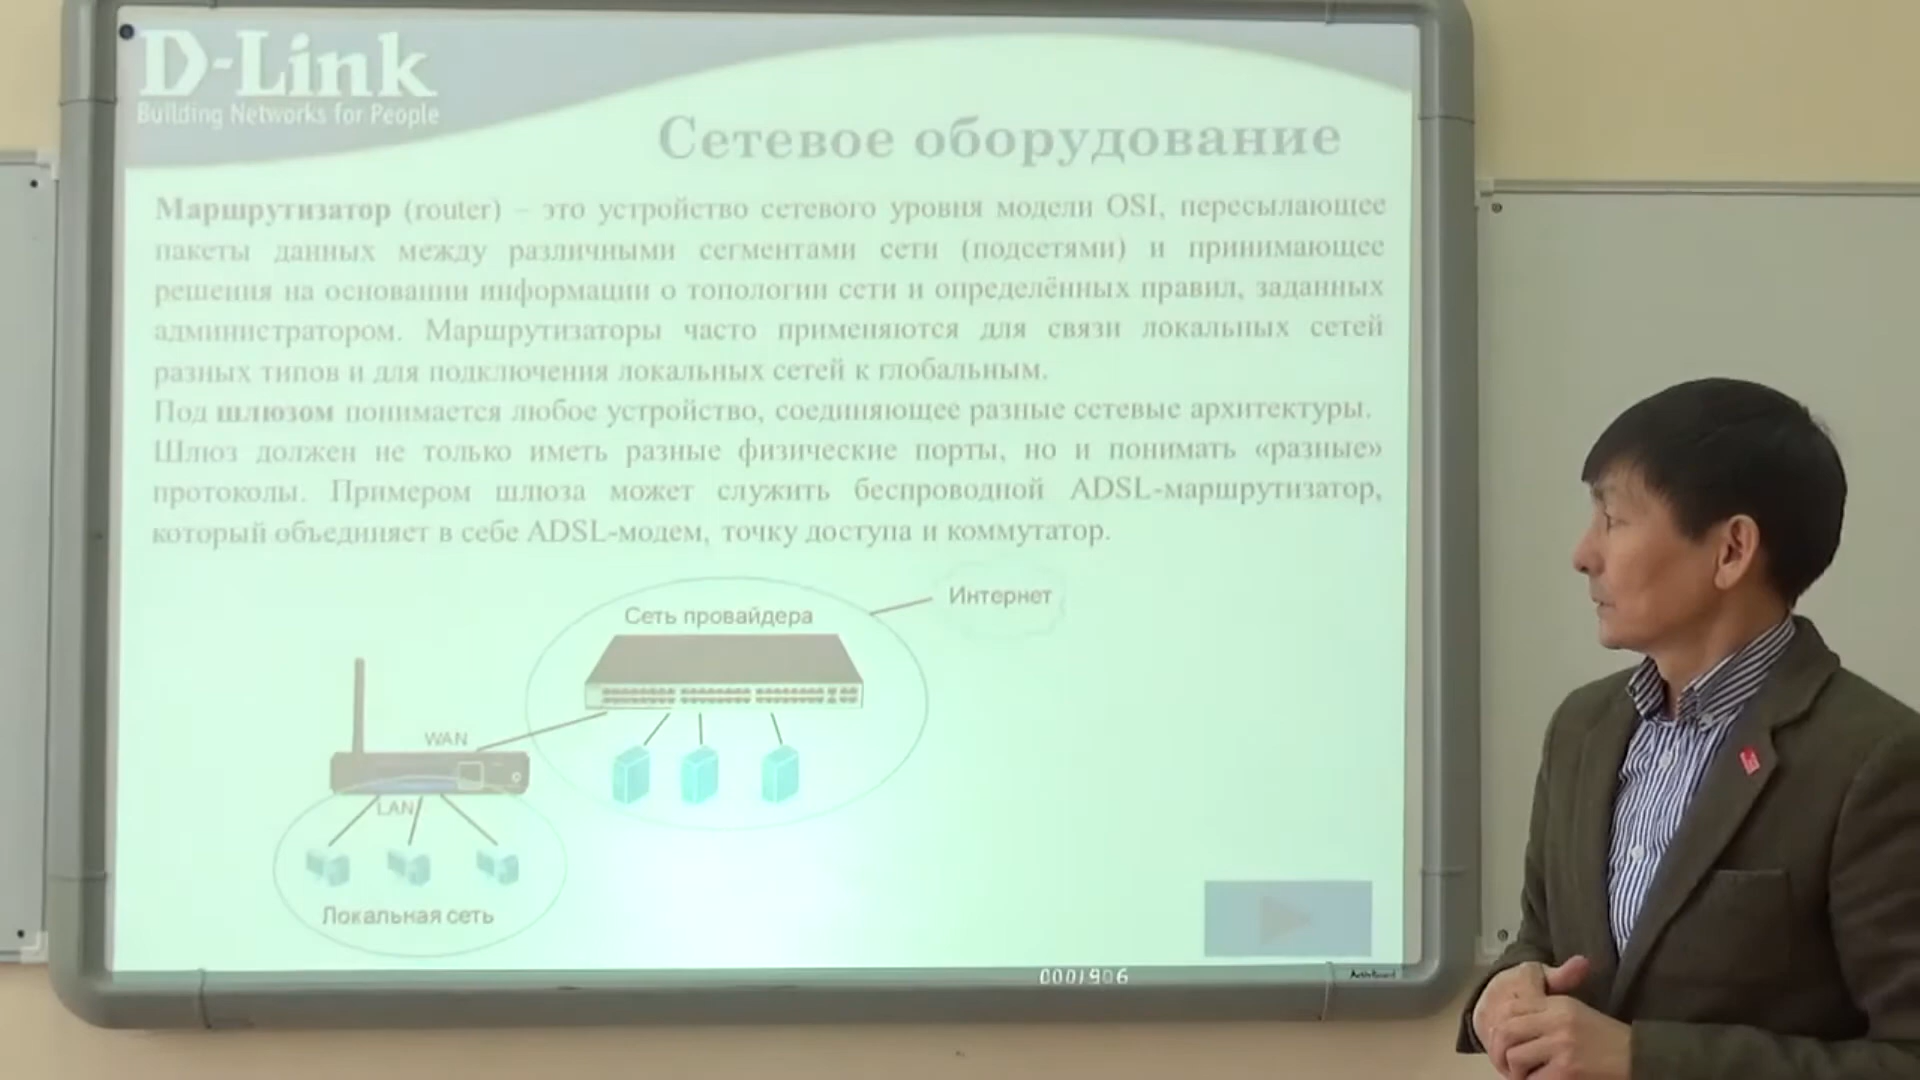 D-Link
Building Networks for People
Сетевое оборудование
Маршрутизатор (router) – это устройство сетевого уровня модели OSI, пересылающее
пакеты данных между различными сегментами сети (подсетями) и принимающее
решения на основании информации о топологии сети и определённых правил, заданных
администратором. Маршрутизаторы часто применяются для связи локальных сетей
разных типов и для подключения локальных сетей к глобальным.
Под шлюзом понимается любое устройство, соединяющее разные сетевые архитектуры.
Шлюз должен не только иметь разные физические порты, но и понимать «разные»
протоколы. Примером шлюза может служить беспроводной ADSL-маршрутизатор,
который объединяет в себе ADSL-модем, точку доступа и коммутатор.
Интернет
Сеть провайдера
WAN
LAN
Локальная сеть
0001906